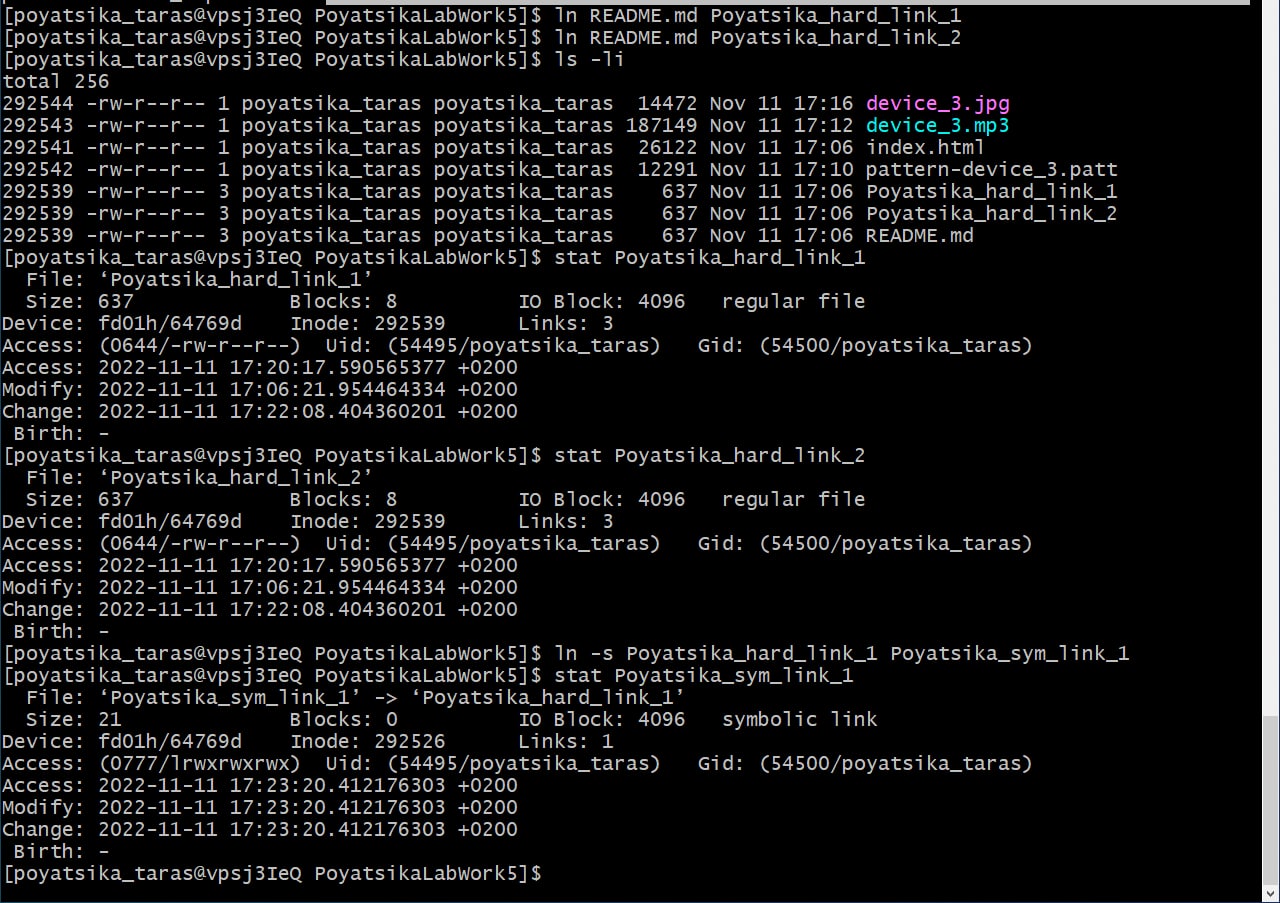 [poyatsika_taras@vpsj3IeQ PoyatsikaLabWork5]$ ln README.md Poyatsika_hard_link_1
[poyatsika_taras@vpsj3IeQ PoyatsikaLabWork5]$ ln README.md Poyatsika_hard_link_2
[poyatsika_taras@vpsj3IeQ PoyatsikaLabWork5]$ ls -li
total 256
292544 -rw-r--r-- 1 poyatsika_taras poyatsika_taras  14472 Nov 11 17:16 device_3.jpg
292543 -rw-r--r-- 1 poyatsika_taras poyatsika_taras 187149 Nov 11 17:12 device_3.mp3
292541 -rw-r--r-- 1 poyatsika_taras poyatsika_taras  26122 Nov 11 17:06 index.html
292542 -rw-r--r-- 1 poyatsika_taras poyatsika_taras  12291 Nov 11 17:10 pattern-device_3.patt
292539 -rw-r--r-- 3 poyatsika_taras poyatsika_taras    637 Nov 11 17:06 Poyatsika_hard_link_1
292539 -rw-r--r-- 3 poyatsika_taras poyatsika_taras    637 Nov 11 17:06 Poyatsika_hard_link_2
292539 -rw-r--r-- 3 poyatsika_taras poyatsika_taras    637 Nov 11 17:06 README.md
[poyatsika_taras@vpsj3IeQ PoyatsikaLabWork5]$ stat Poyatsika_hard_link_1
  File: ‘Poyatsika_hard_link_1’
  Size: 637             Blocks: 8          IO Block: 4096   regular file
Device: fd01h/64769d    Inode: 292539      Links: 3
Access: (0644/-rw-r--r--)  Uid: (54495/poyatsika_taras)   Gid: (54500/poyatsika_taras)
Access: 2022-11-11 17:20:17.590565377 +0200
Modify: 2022-11-11 17:06:21.954464334 +0200
Change: 2022-11-11 17:22:08.404360201 +0200
 Birth: -
[poyatsika_taras@vpsj3IeQ PoyatsikaLabWork5]$ stat Poyatsika_hard_link_2
  File: ‘Poyatsika_hard_link_2’
  Size: 637             Blocks: 8          IO Block: 4096   regular file
Device: fd01h/64769d    Inode: 292539      Links: 3
Access: (0644/-rw-r--r--)  Uid: (54495/poyatsika_taras)   Gid: (54500/poyatsika_taras)
Access: 2022-11-11 17:20:17.590565377 +0200
Modify: 2022-11-11 17:06:21.954464334 +0200
Change: 2022-11-11 17:22:08.404360201 +0200
 Birth: -
[poyatsika_taras@vpsj3IeQ PoyatsikaLabWork5]$ ln -s Poyatsika_hard_link_1 Poyatsika_sym_link_1
[poyatsika_taras@vpsj3IeQ PoyatsikaLabWork5]$ stat Poyatsika_sym_link_1
  File: ‘Poyatsika_sym_link_1’ -> ‘Poyatsika_hard_link_1’
  Size: 21              Blocks: 0          IO Block: 4096   symbolic link
Device: fd01h/64769d    Inode: 292526      Links: 1
Access: (0777/lrwxrwxrwx)  Uid: (54495/poyatsika_taras)   Gid: (54500/poyatsika_taras)
Access: 2022-11-11 17:23:20.412176303 +0200
Modify: 2022-11-11 17:23:20.412176303 +0200
Change: 2022-11-11 17:23:20.412176303 +0200
 Birth: -
[poyatsika_taras@vpsj3IeQ PoyatsikaLabWork5]$